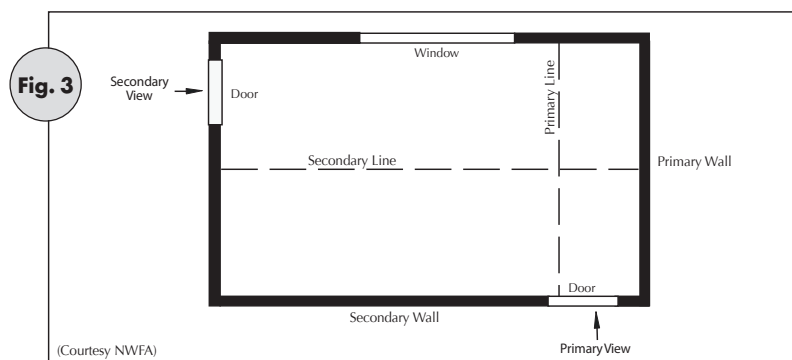 Fig. 3
Window
Secondary
View
Door
Primary Line
Secondary Line
Primary Wall
Door
Secondary Wall
Primary View
(Courtesy NWFA)